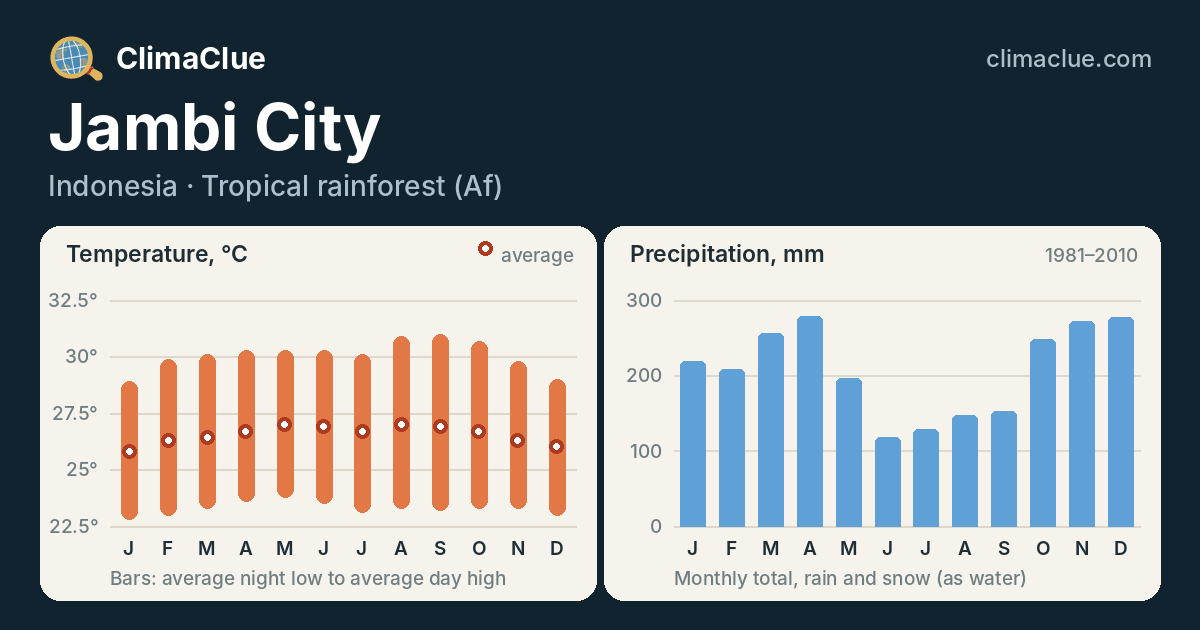 ClimaClue
climaclue.com
Jambi City
Indonesia · Tropical rainforest (Af)
Temperature, °C
average
32.5°
30°
27.5°
25°
22.5°
J F M A M J J A S O N D
Bars: average night low to average day high
Precipitation, mm
1981–2010
300
200
100
0
J F M A M J J A S O N D
Monthly total, rain and snow (as water)